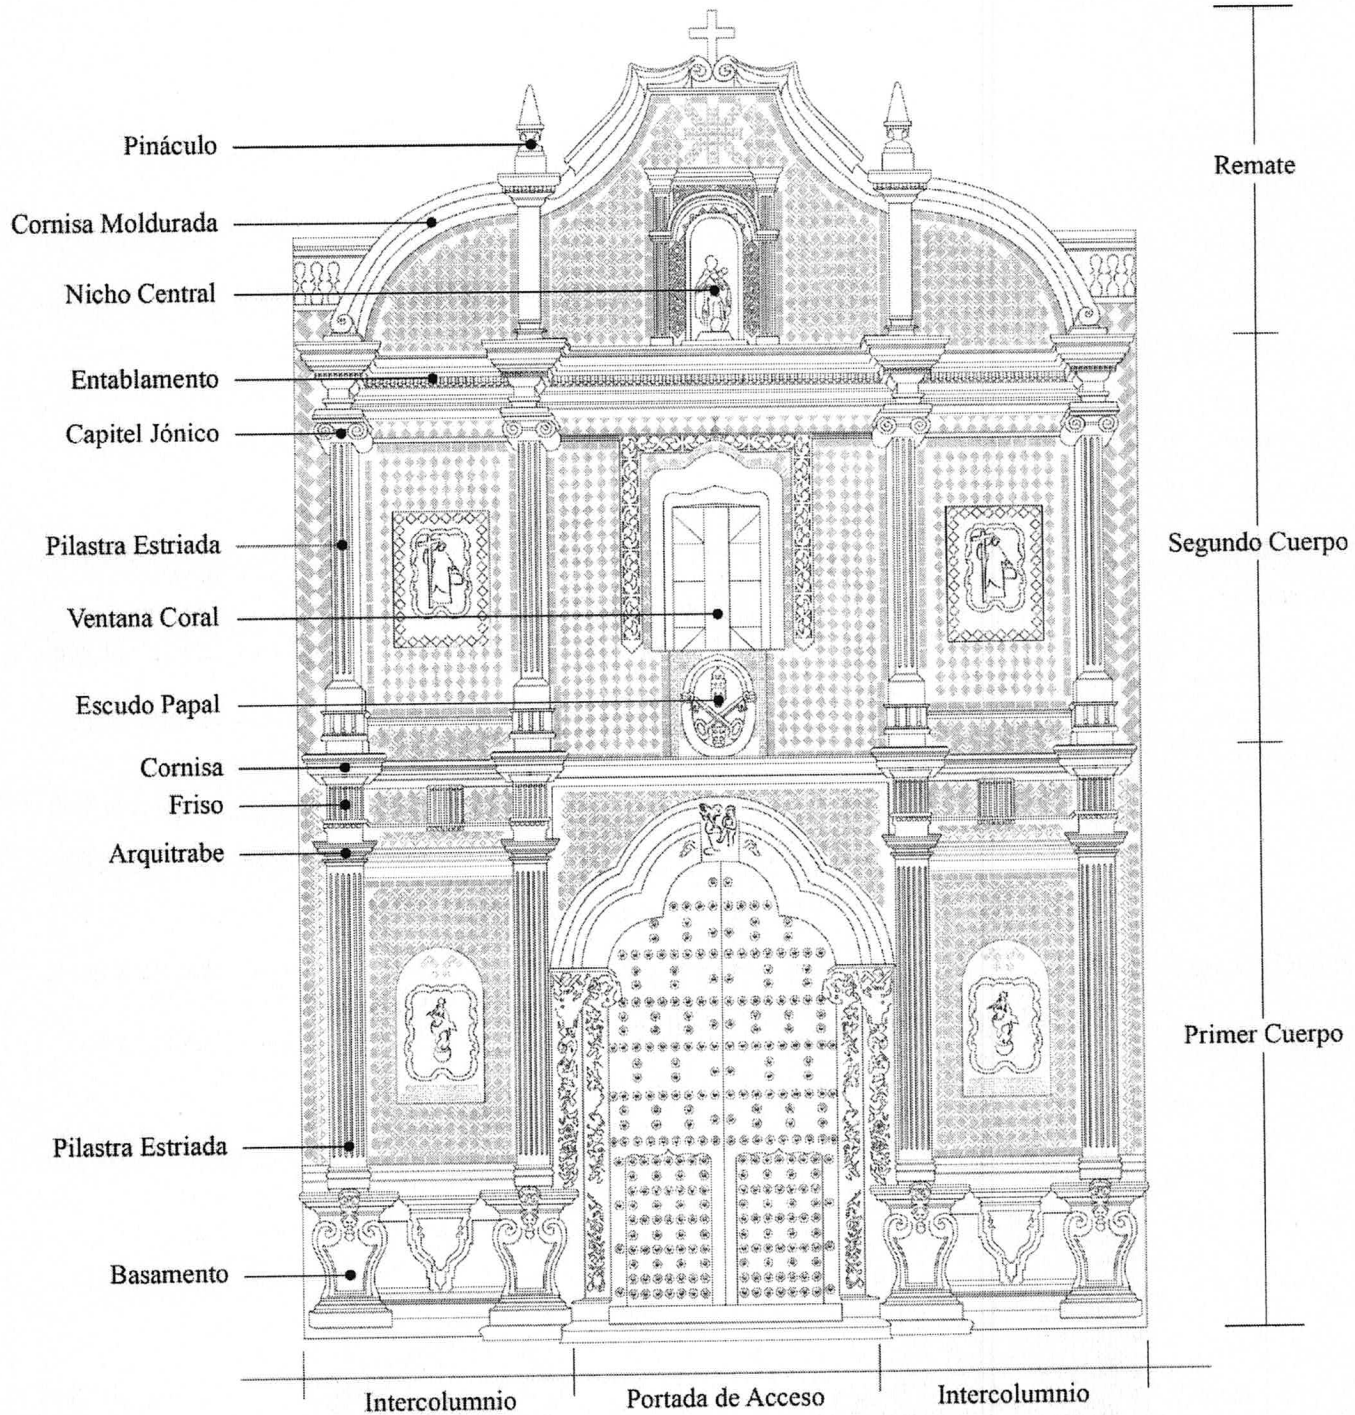 Pináculo
Remate
Cornisa Moldurada
Nicho Central
Entablamento
Capitel Jónico
Pilastra Estriada
Segundo Cuerpo
Ventana Coral
Escudo Papal
Cornisa
Friso
Arquitrabe
Primer Cuerpo
Pilastra Estriada
Basamento
Intercolumnio
Portada de Acceso
Intercolumnio